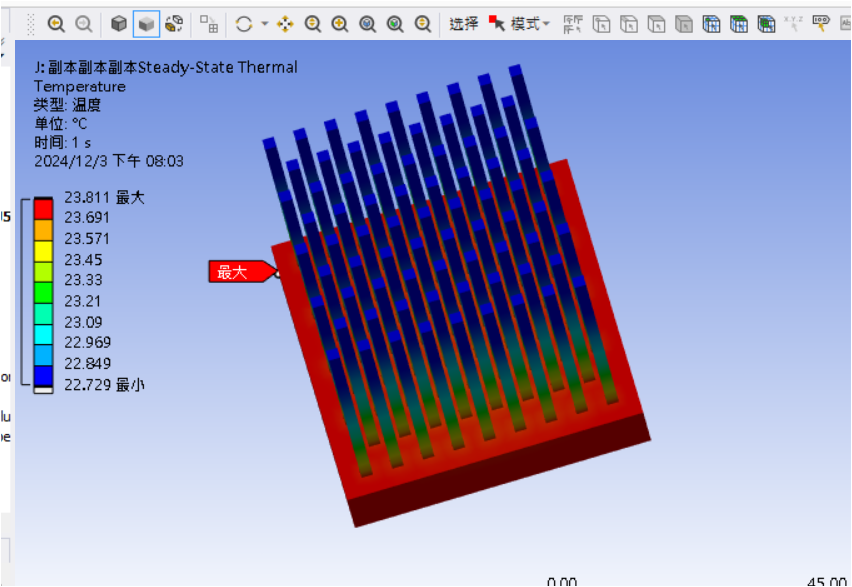 选择 模式
J: 副本副本副本Steady-State Thermal
Temperature
类型: 温度
单位: °C
时间: 1 s
2024/12/3 下午 08:03
23.811 最大
23.691
23.571
23.45
23.33
23.21
23.09
22.969
22.849
22.729 最小
最大
0.00 45.00